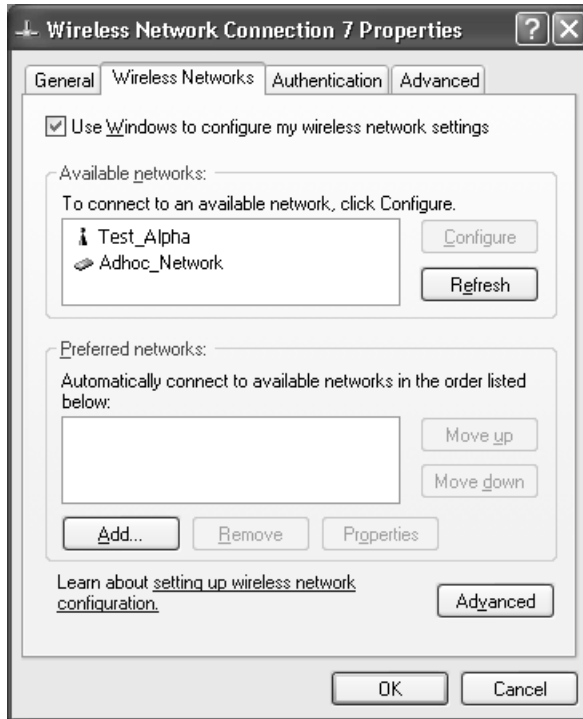 Wireless Network Connection 7 Properties
General Wireless Networks Authentication Advanced
Use Windows to configure my wireless network settings
Available networks:
To connect to an available network, click Configure.
Test_Alpha
Adhoc_Network
Configure
Refresh
Preferred networks:
Automatically connect to available networks in the order listed
below:
Move up
Move down
Add... Remove Properties
Learn about setting up wireless network
configuration.
Advanced
OK Cancel